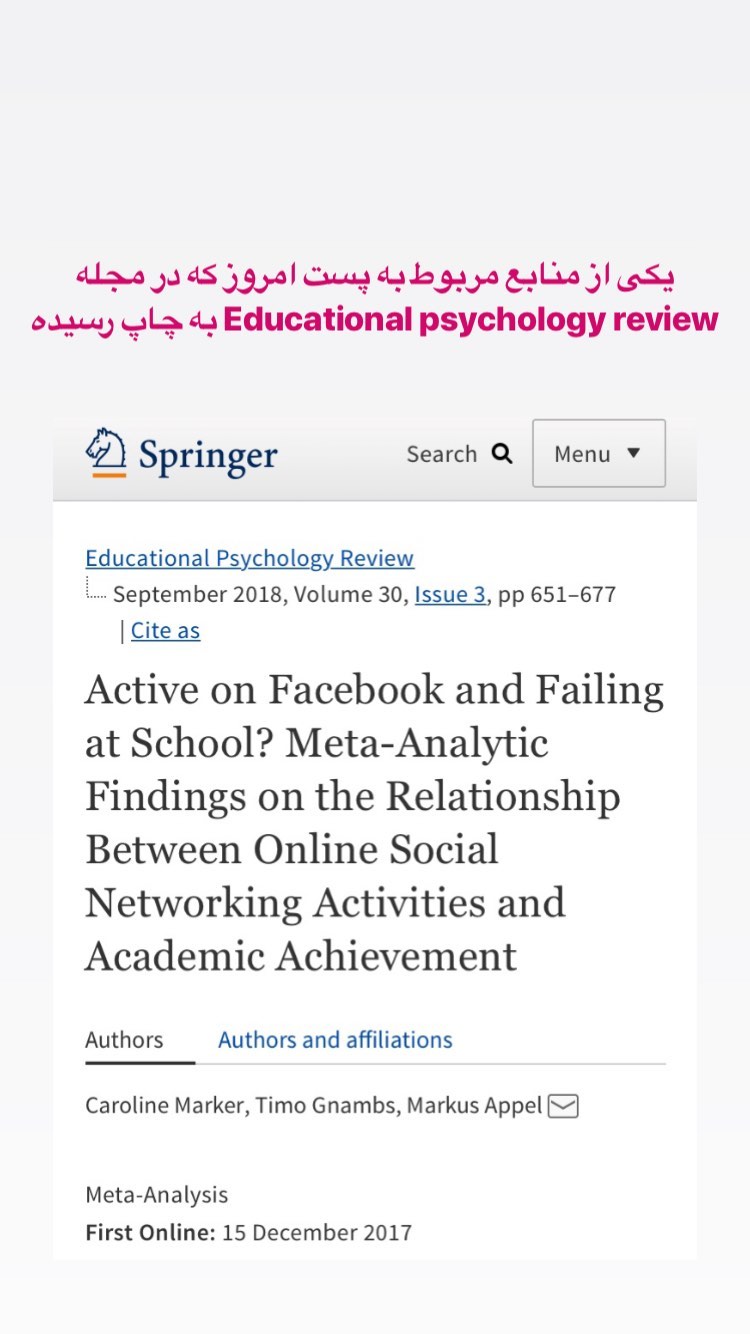 یکی از منابع مربوط به پست امروز که در مجله
Educational psychology review به چاپ رسیده
Springer
Search
Menu
Educational Psychology Review
September 2018, Volume 30, Issue 3, pp 651–677
| Cite as
Active on Facebook and Failing
at School? Meta-Analytic
Findings on the Relationship
Between Online Social
Networking Activities and
Academic Achievement
Authors
Authors and affiliations
Caroline Marker, Timo Gnambs, Markus Appel
Meta-Analysis
First Online: 15 December 2017